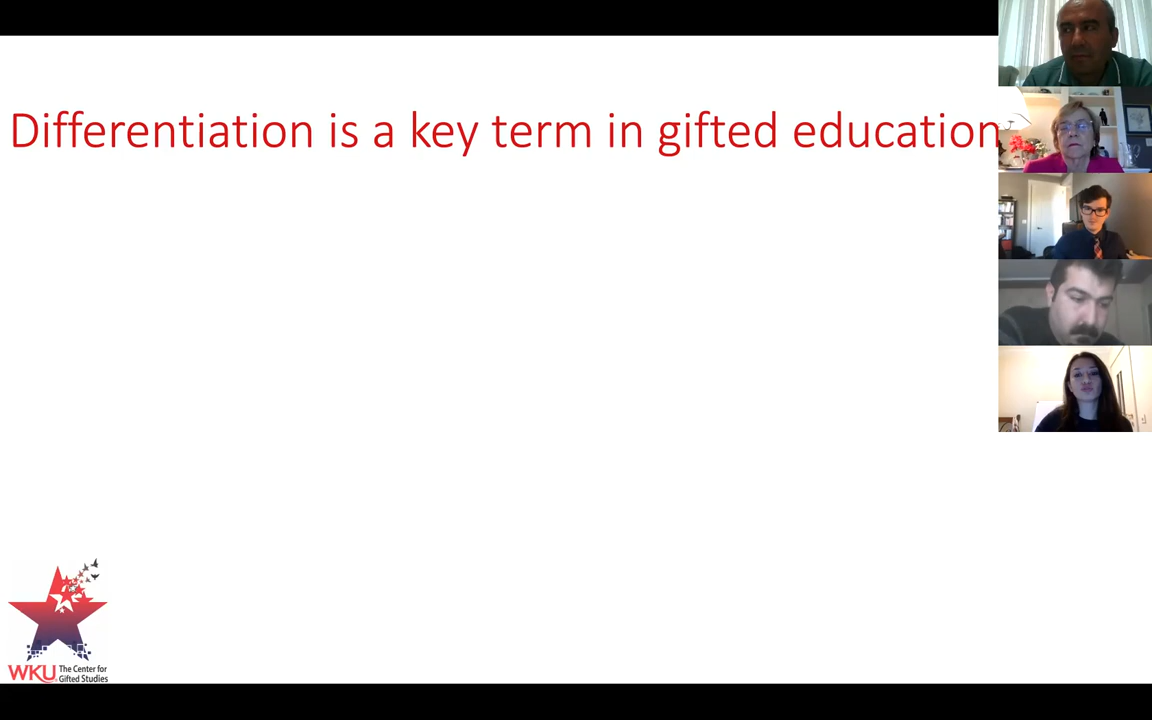 Differentiation is a key term in gifted education
WKU The Center for
Gifted Studies